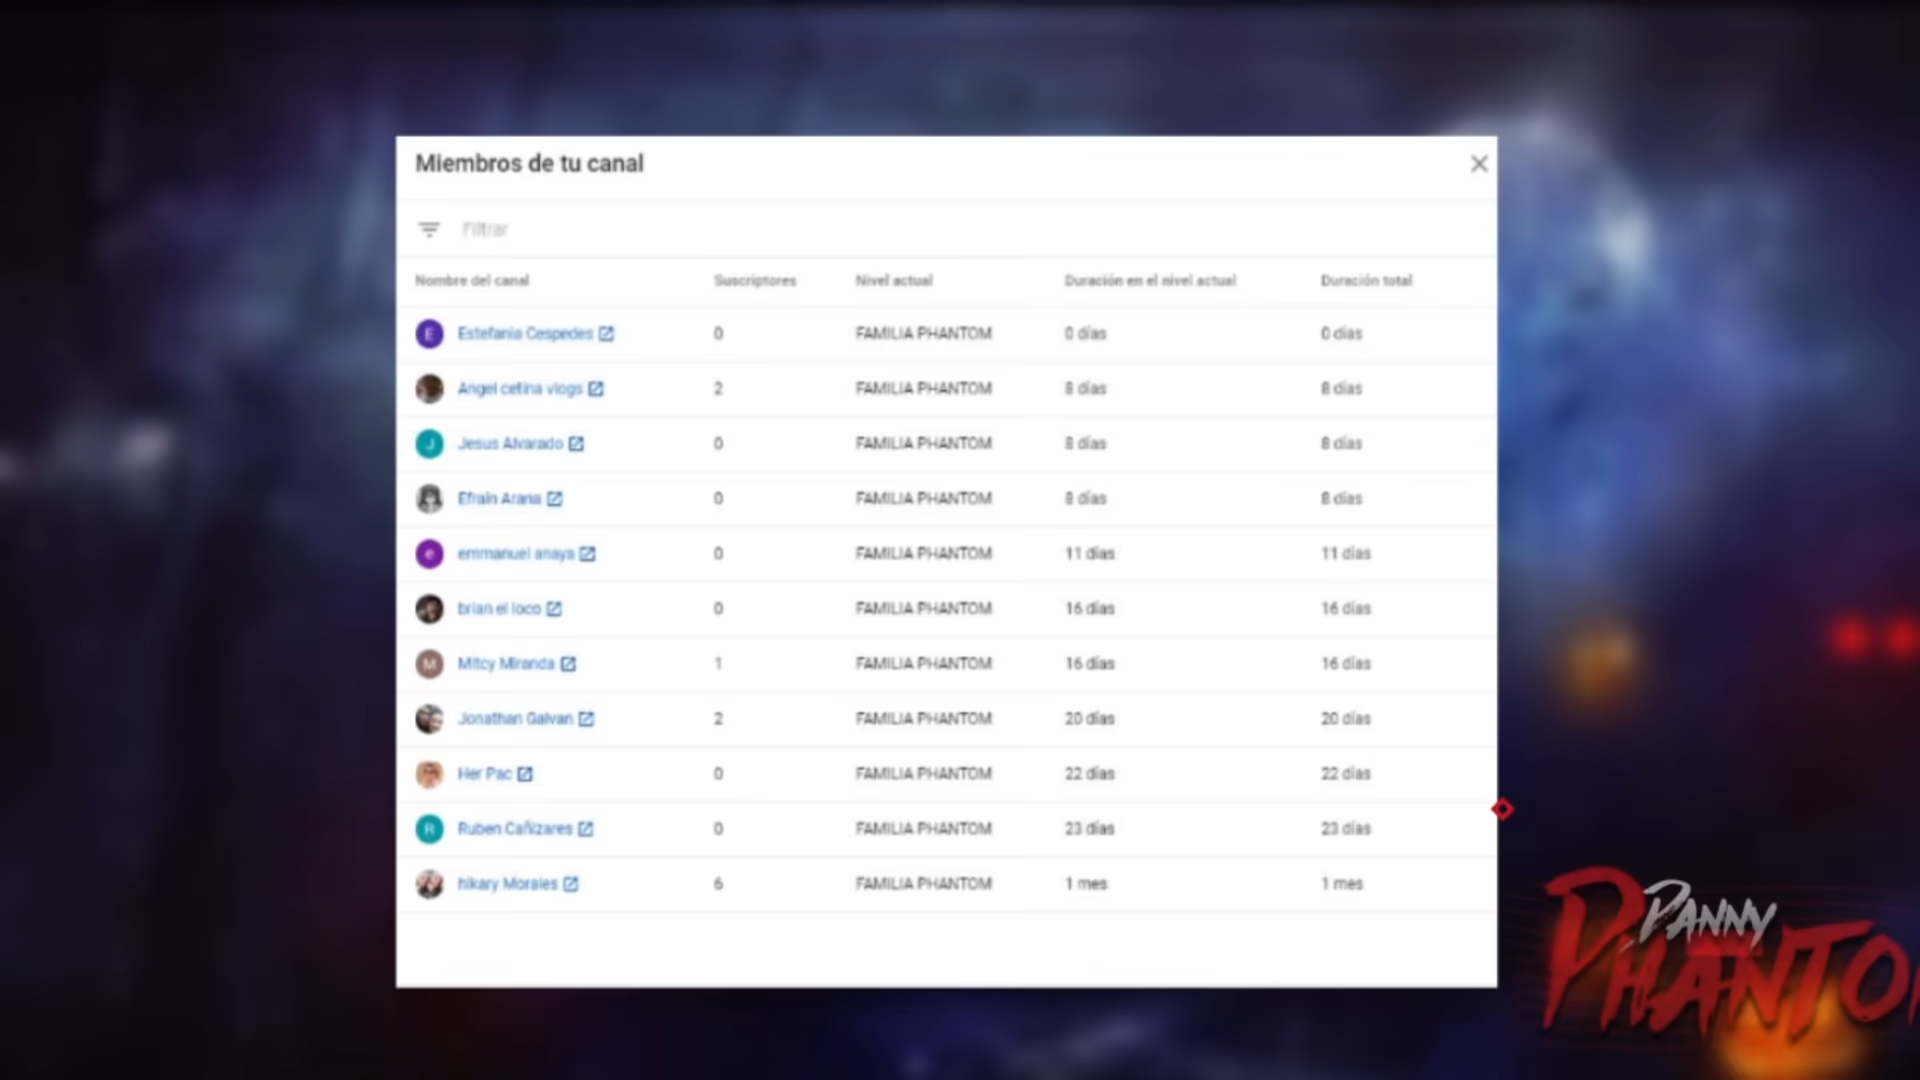 Miembros de tu canal
Filtrar
Nombre del canal Suscriptores Nivel actual Duración en el nivel actual Duración total
E Estefania Cespedes 0 FAMILIA PHANTOM 0 días 0 días
Angel cetina vlogs 2 FAMILIA PHANTOM 8 días 8 días
J Jesus Alvarado 0 FAMILIA PHANTOM 8 días 8 días
Efraín Arana 0 FAMILIA PHANTOM 8 días 8 días
e emmanuel anaya 0 FAMILIA PHANTOM 11 días 11 días
brian el loco 0 FAMILIA PHANTOM 16 días 16 días
M Mitcy Miranda 1 FAMILIA PHANTOM 16 días 16 días
Jonathan Galvan 2 FAMILIA PHANTOM 20 días 20 días
Her Pac 0 FAMILIA PHANTOM 22 días 22 días
R Ruben Cañizares 0 FAMILIA PHANTOM 23 días 23 días
hikary Morales 6 FAMILIA PHANTOM 1 mes 1 mes
DANNY
PHANTO